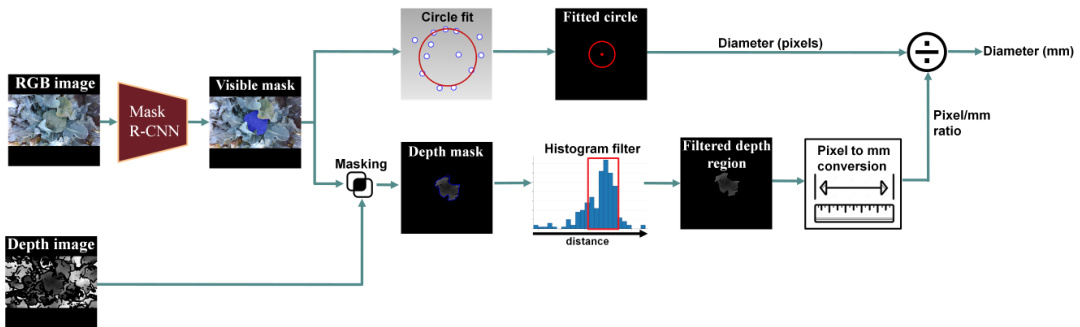 Circle fit
Fitted circle
Diameter (pixels)
Diameter (mm)
RGB image
Mask
R-CNN
Visible mask
Pixel/mm
ratio
Masking
Depth mask
Histogram filter
Filtered depth
region
Pixel to mm
conversion
distance
Depth image